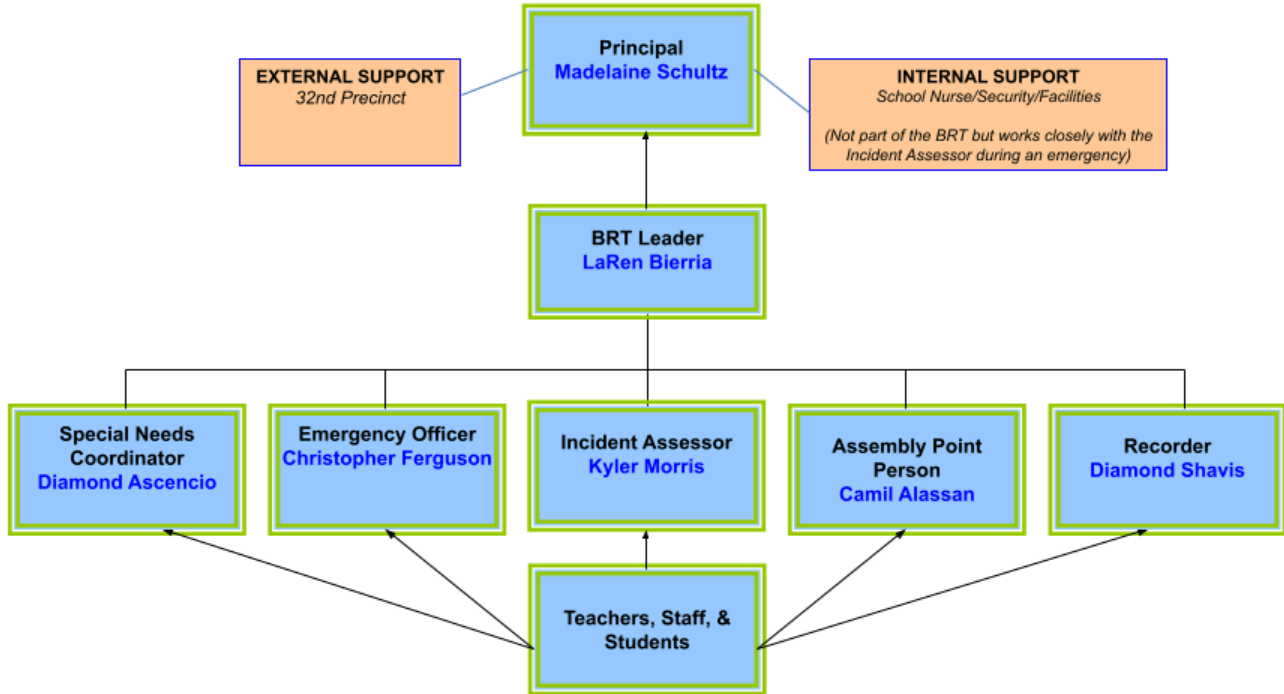 Principal
Madelaine Schultz
EXTERNAL SUPPORT
32nd Precinct
INTERNAL SUPPORT
School Nurse/Security/Facilities
(Not part of the BRT but works closely with the
Incident Assessor during an emergency)
BRT Leader
LaRen Bierria
Special Needs
Coordinator
Diamond Ascencio
Emergency Officer
Christopher Ferguson
Incident Assessor
Kyler Morris
Assembly Point
Person
Camil Alassan
Recorder
Diamond Shavis
Teachers, Staff, &
Students